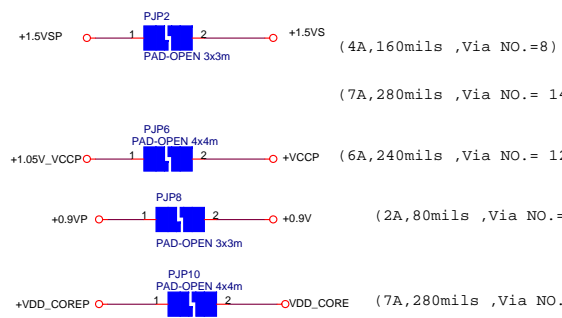 PJP2
+1.5VSP 1 2 +1.5VS
PAD-OPEN 3x3m
(4A,160mils ,Via NO.=8)
(7A,280mils ,Via NO.= 14
PJP6
PAD-OPEN 4x4m
+1.05V_VCCP 1 2 +VCCP (6A,240mils ,Via NO.= 12
PJP8
+0.9VP 1 2 +0.9V (2A,80mils ,Via NO.=
PAD-OPEN 3x3m
PJP10
PAD-OPEN 4x4m
+VDD_COREP 1 2 VDD_CORE (7A,280mils ,Via NO.